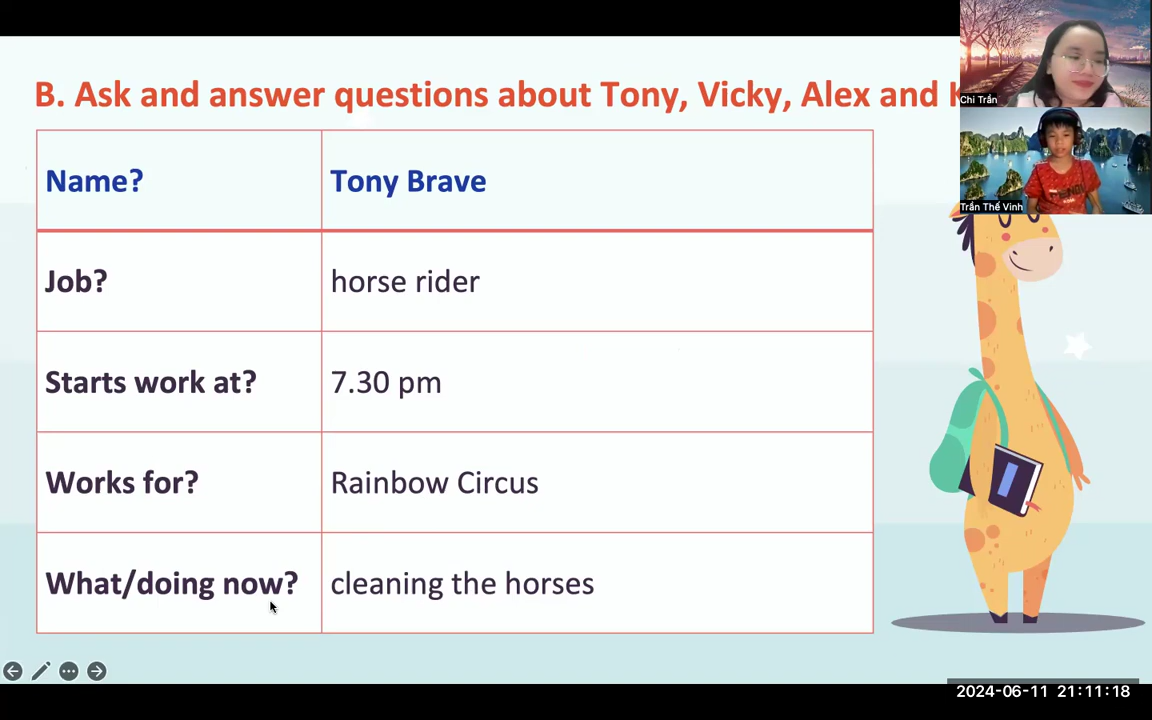 B. Ask and answer questions about Tony, Vicky, Alex and
Chi Trần
Trần Thế Vinh
Name? Tony Brave
Job? horse rider
Starts work at? 7.30 pm
Works for? Rainbow Circus
What/doing now? cleaning the horses
2024-06-11 21:11:18